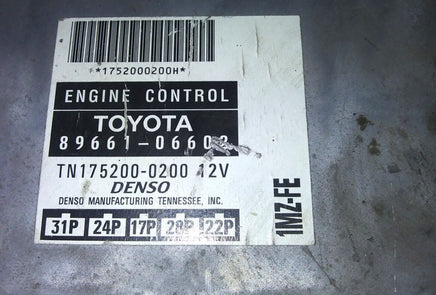 *1752000200H*
ENGINE CONTROL
TOYOTA
89661-06602
TN175200-0200 12V
DENSO
DENSO MANUFACTURING TENNESSEE, INC.
31P 24P 17P 28P 22P
1MZ-FE